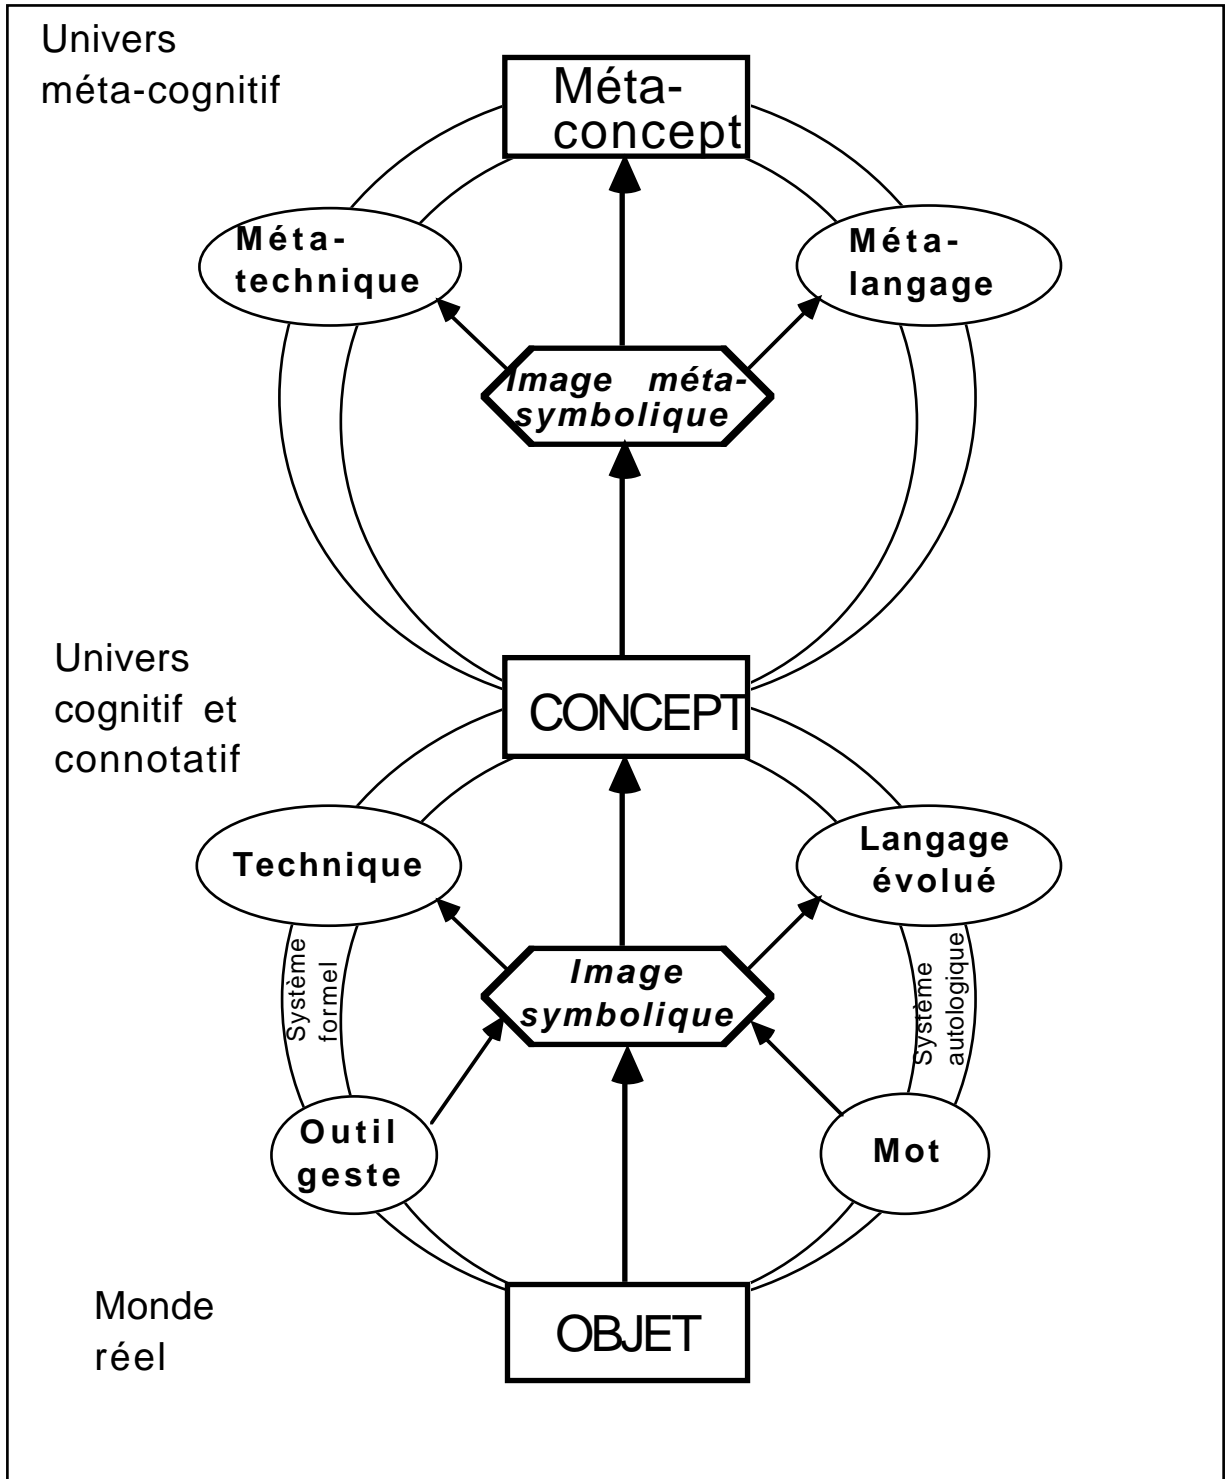 Univers
méta-cognitif
Méta-
concept
Méta-
technique
Méta-
langage
Image méta-
symbolique
Univers
cognitif et
connotatif
CONCEPT
Technique
Langage
évolué
Système
formel
Image
symbolique
Système
autologique
Outil
geste
Mot
Monde
réel
OBJET